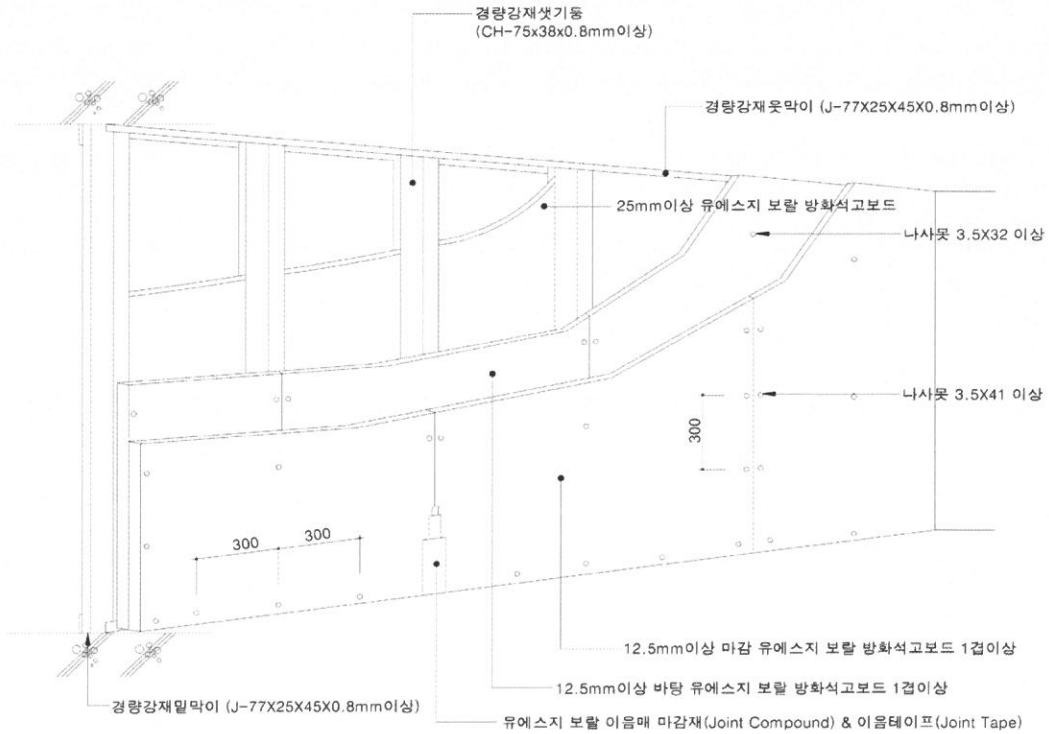 경량강재샛기둥
(CH-75x38x0.8mm이상)
경량강재윗막이 (J-77X25X45X0.8mm이상)
25mm이상 유에스지 보랄 방화석고보드
나사못 3.5X32 이상
나사못 3.5X41 이상
300
300
300
12.5mm이상 마감 유에스지 보랄 방화석고보드 1겹이상
12.5mm이상 바탕 유에스지 보랄 방화석고보드 1겹이상
경량강재밑막이 (J-77X25X45X0.8mm이상)
유에스지 보랄 이음매 마감재(Joint Compound) & 이음테이프(Joint Tape)